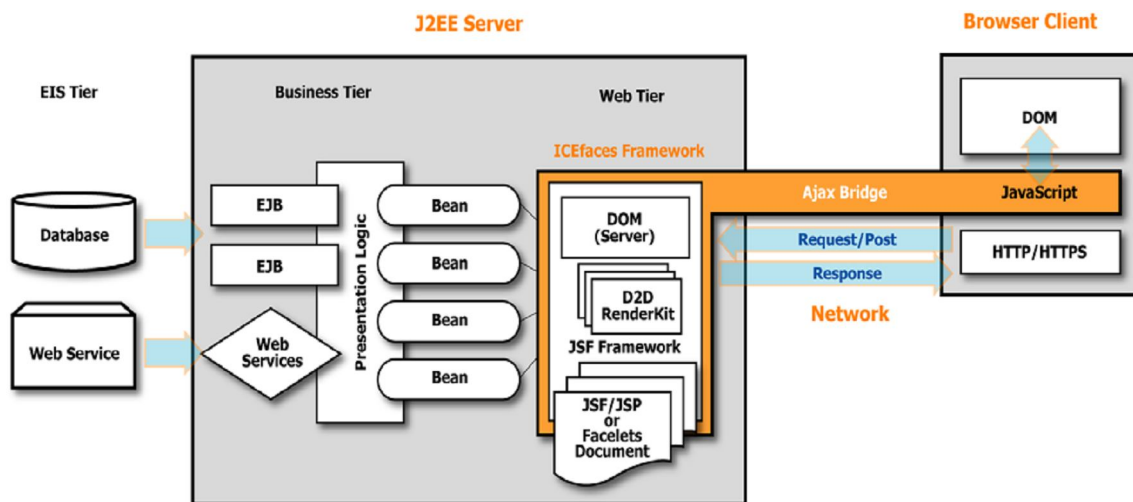 J2EE Server
Browser Client
EIS Tier
Business Tier
Web Tier
ICEfaces Framework
DOM
Ajax Bridge
JavaScript
Database
EJB
EJB
Presentation Logic
Bean
Bean
Bean
Bean
DOM
(Server)
D2D
RenderKit
JSF Framework
JSF/JSP
or
Facelets
Document
Request/Post
Response
HTTP/HTTPS
Network
Web Service
Web
Services